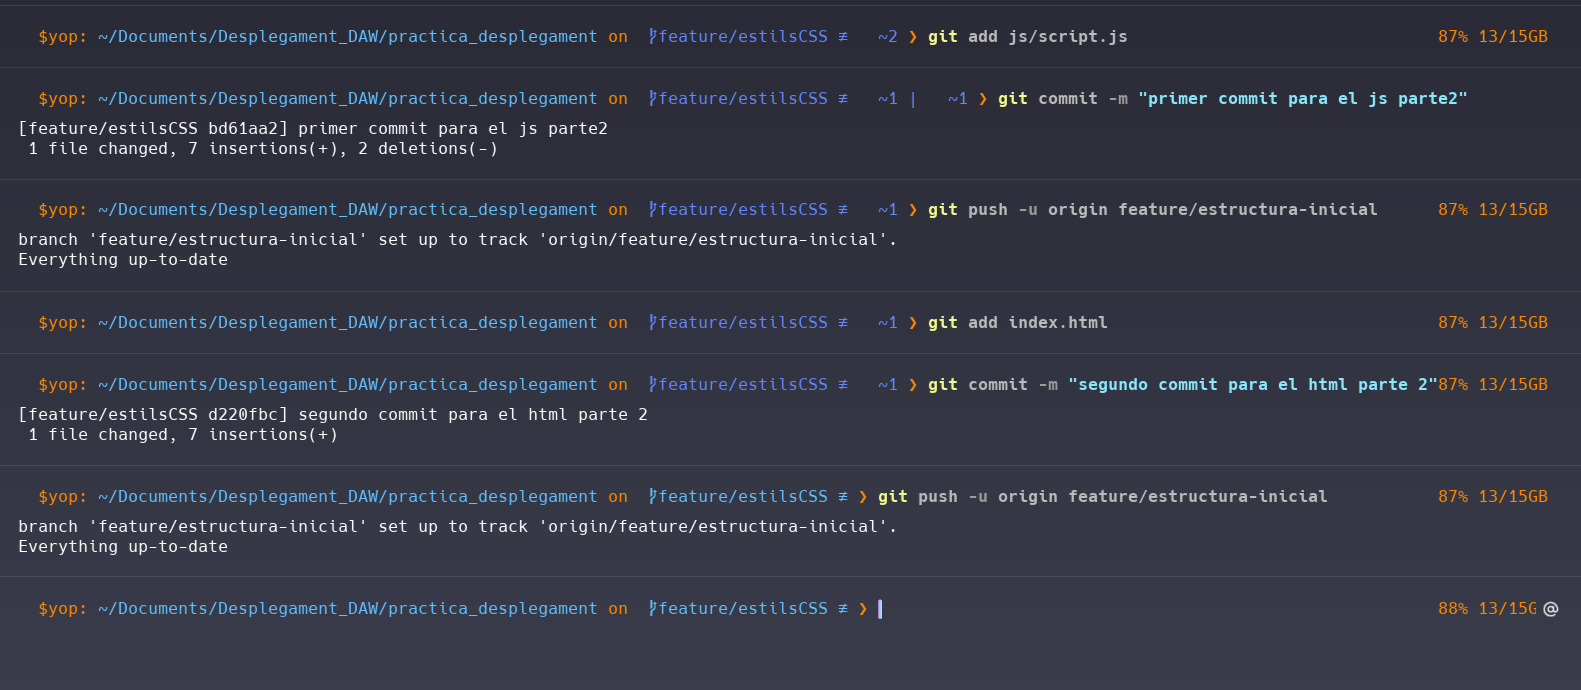 $yop: ~/Documents/Desplegament_DAW/practica_desplegament on feature/estilsCSS ≢ ~2 ❯ git add js/script.js 87% 13/15GB
$yop: ~/Documents/Desplegament_DAW/practica_desplegament on feature/estilsCSS ≢ ~1 | ~1 ❯ git commit -m "primer commit para el js parte2"
[feature/estilsCSS bd61aa2] primer commit para el js parte2
1 file changed, 7 insertions(+), 2 deletions(-)
$yop: ~/Documents/Desplegament_DAW/practica_desplegament on feature/estilsCSS ≢ ~1 ❯ git push -u origin feature/estructura-inicial 87% 13/15GB
branch 'feature/estructura-inicial' set up to track 'origin/feature/estructura-inicial'.
Everything up-to-date
$yop: ~/Documents/Desplegament_DAW/practica_desplegament on feature/estilsCSS ≢ ~1 ❯ git add index.html 87% 13/15GB
$yop: ~/Documents/Desplegament_DAW/practica_desplegament on feature/estilsCSS ≢ ~1 ❯ git commit -m "segundo commit para el html parte 2"87% 13/15GB
[feature/estilsCSS d220fbc] segundo commit para el html parte 2
1 file changed, 7 insertions(+)
$yop: ~/Documents/Desplegament_DAW/practica_desplegament on feature/estilsCSS ≢ ❯ git push -u origin feature/estructura-inicial 87% 13/15GB
branch 'feature/estructura-inicial' set up to track 'origin/feature/estructura-inicial'.
Everything up-to-date
$yop: ~/Documents/Desplegament_DAW/practica_desplegament on feature/estilsCSS ≢ ❯ 88% 13/15G @